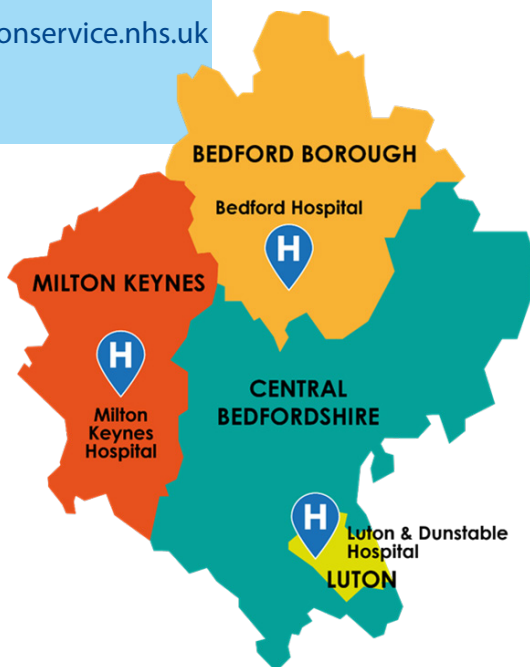 onservice.nhs.uk
BEDFORD BOROUGH
Bedford Hospital
H
MILTON KEYNES
H
Milton
Keynes
Hospital
CENTRAL
BEDFORDSHIRE
H
Luton & Dunstable
Hospital
LUTON